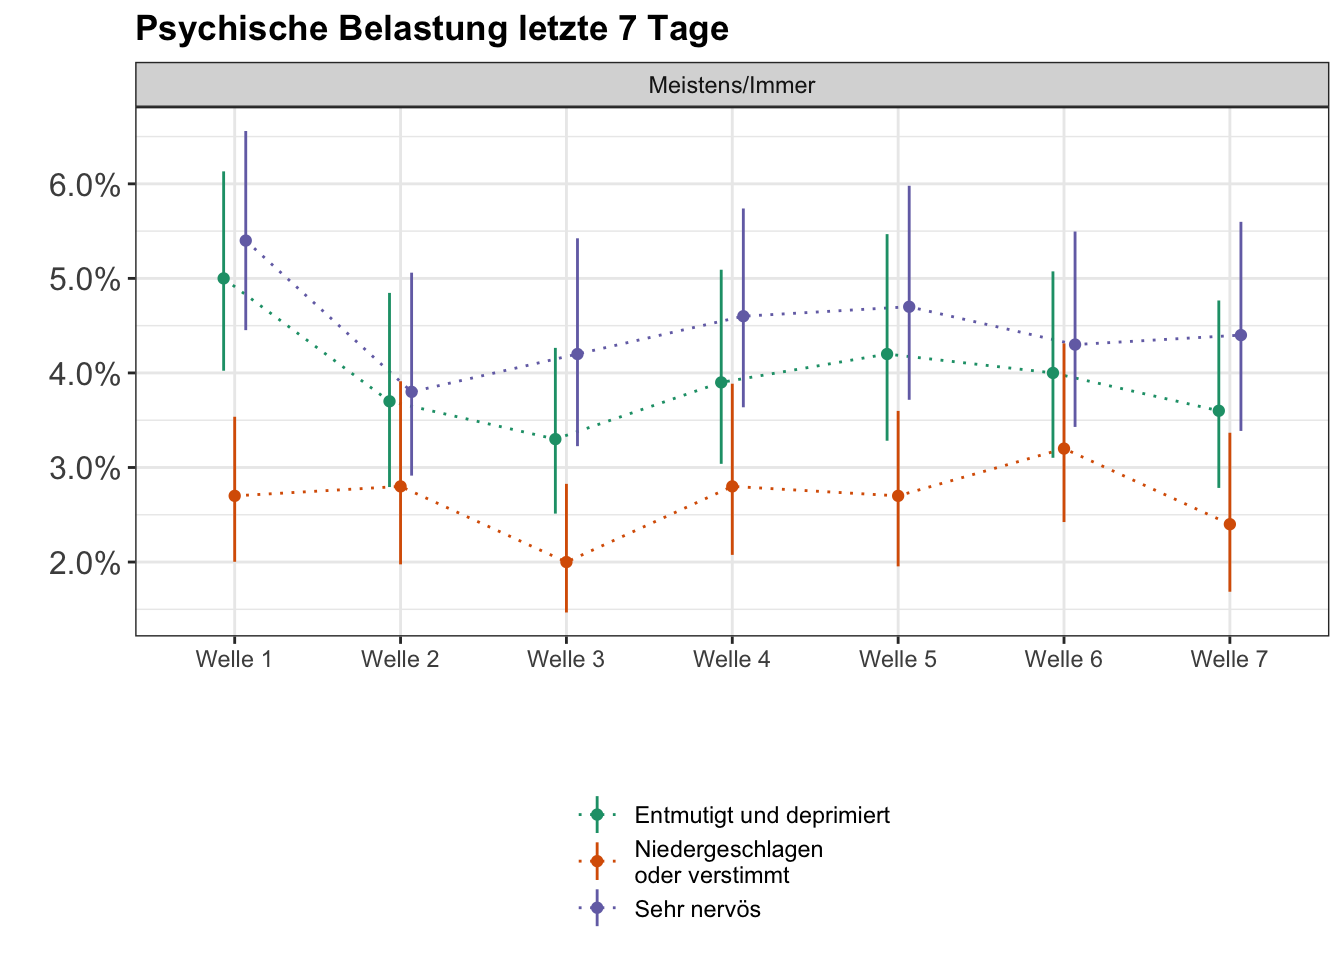 Psychische Belastung letzte 7 Tage
Meistens/Immer
6.0%
5.0%
4.0%
3.0%
2.0%
Welle 1 Welle 2 Welle 3 Welle 4 Welle 5 Welle 6 Welle 7
Entmutigt und deprimiert
Niedergeschlagen
oder verstimmt
Sehr nervös